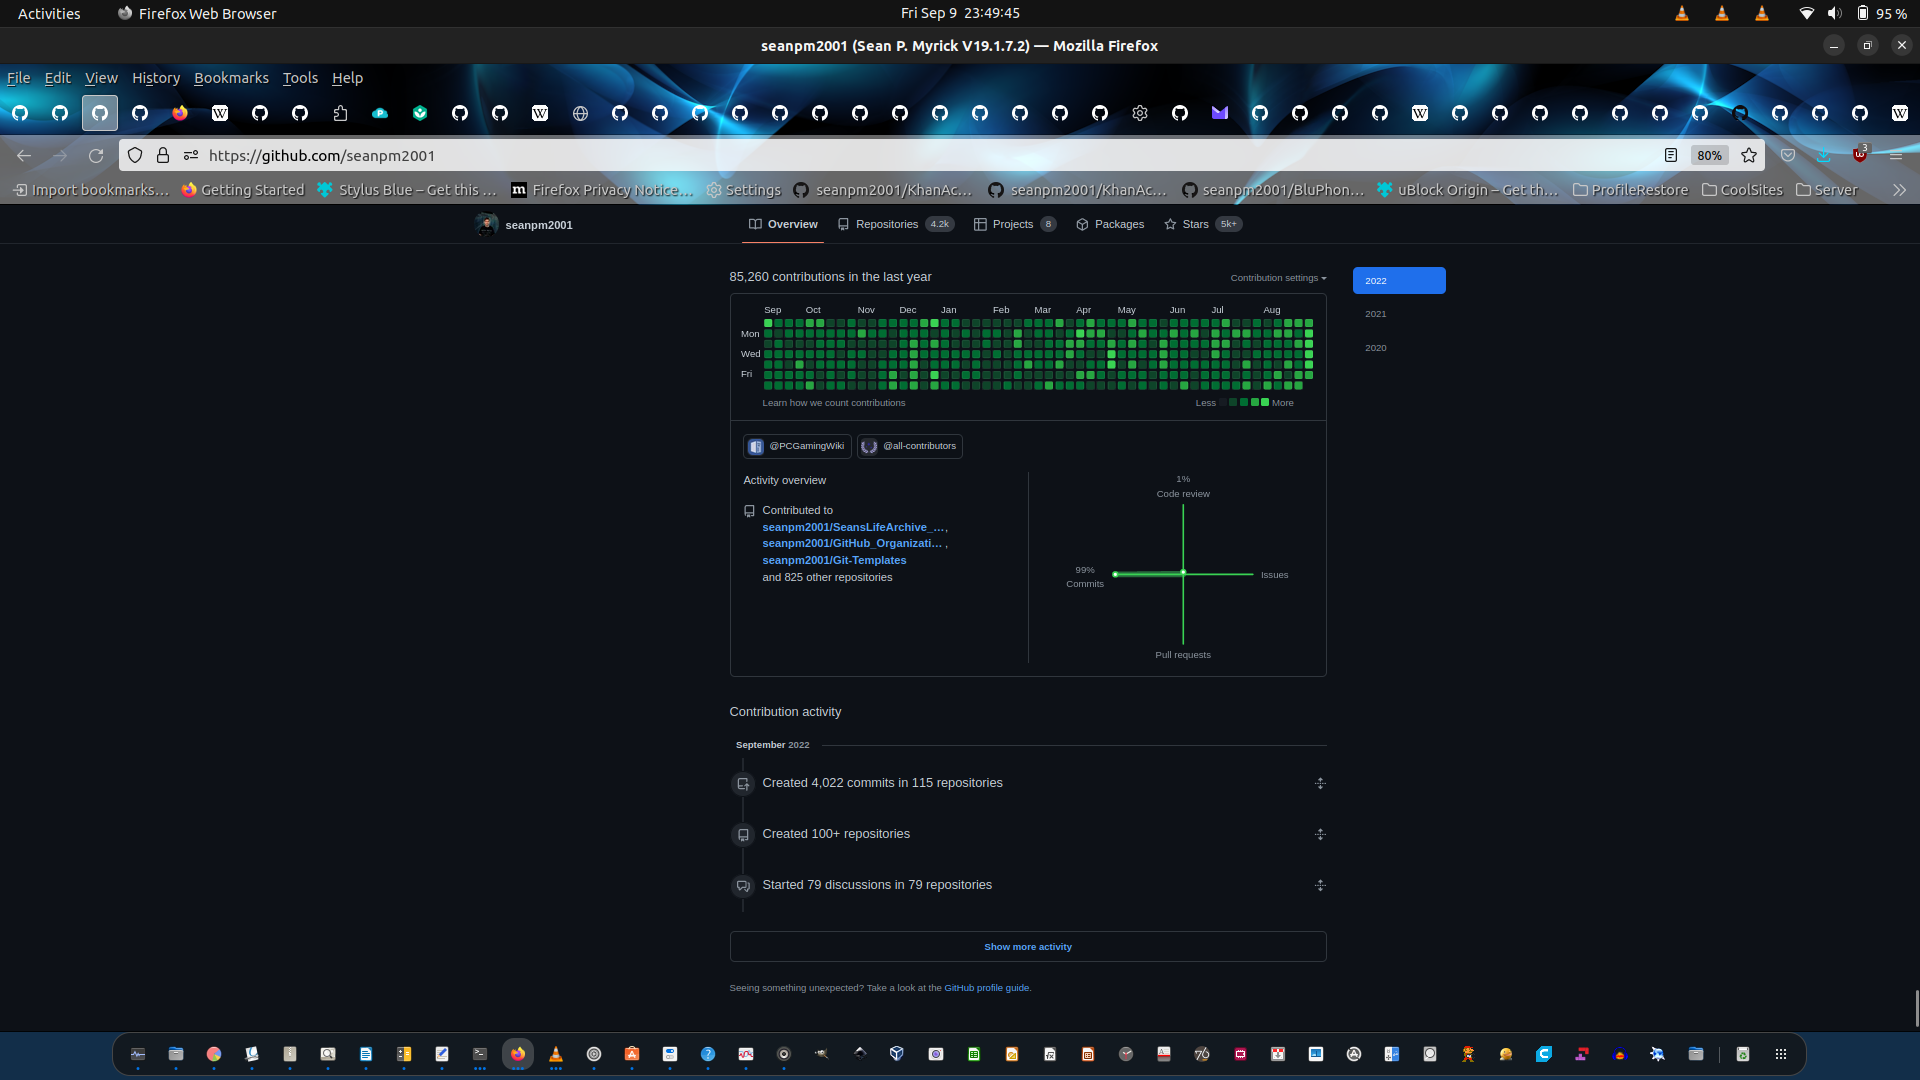 Activities Firefox Web Browser Fri Sep 9 23:49:45 95 %
seanpm2001 (Sean P. Myrick V19.1.7.2) — Mozilla Firefox
File Edit View History Bookmarks Tools Help
https://github.com/seanpm2001 80% 3
Import bookmarks… Getting Started Stylus Blue – Get this … Firefox Privacy Notice… Settings seanpm2001/KhanAc… seanpm2001/KhanAc… seanpm2001/BluPhon… uBlock Origin – Get th… ProfileRestore CoolSites Server
seanpm2001 Overview Repositories 4.2k Projects 8 Packages Stars 5k+
85,260 contributions in the last year Contribution settings
2022
2021
2020
Sep Oct Nov Dec Jan Feb Mar Apr May Jun Jul Aug
Mon
Wed
Fri
Learn how we count contributions Less More
@PCGamingWiki @all-contributors
Activity overview
Contributed to
seanpm2001/SeansLifeArchive_…,
seanpm2001/GitHub_Organizati… ,
seanpm2001/Git-Templates
and 825 other repositories
1%
Code review
99%
Commits
Issues
Pull requests
Contribution activity
September 2022
Created 4,022 commits in 115 repositories
Created 100+ repositories
Started 79 discussions in 79 repositories
Show more activity
Seeing something unexpected? Take a look at the GitHub profile guide.